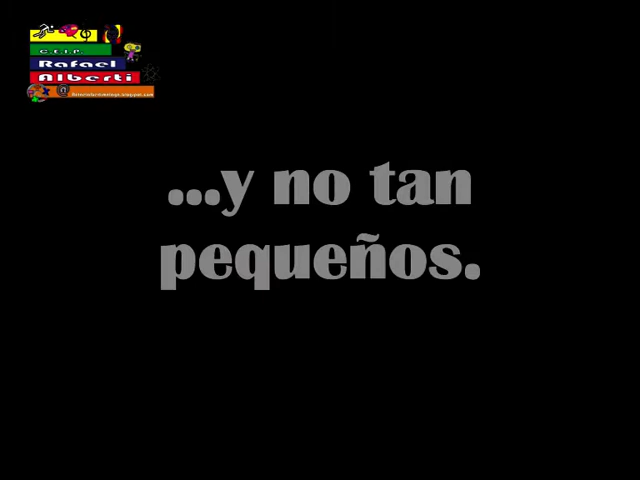 C.E.I.P.
Rafael
Alberti
...y no tan
pequeños.